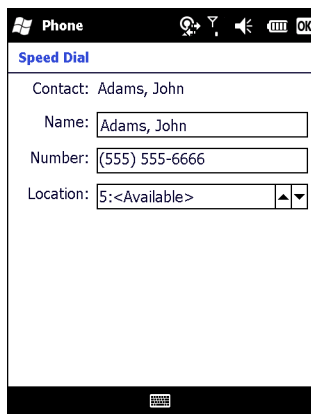 Phone
OK
Speed Dial
Contact: Adams, John
Name: Adams, John
Number: (555) 555-6666
Location: 5:<Available>